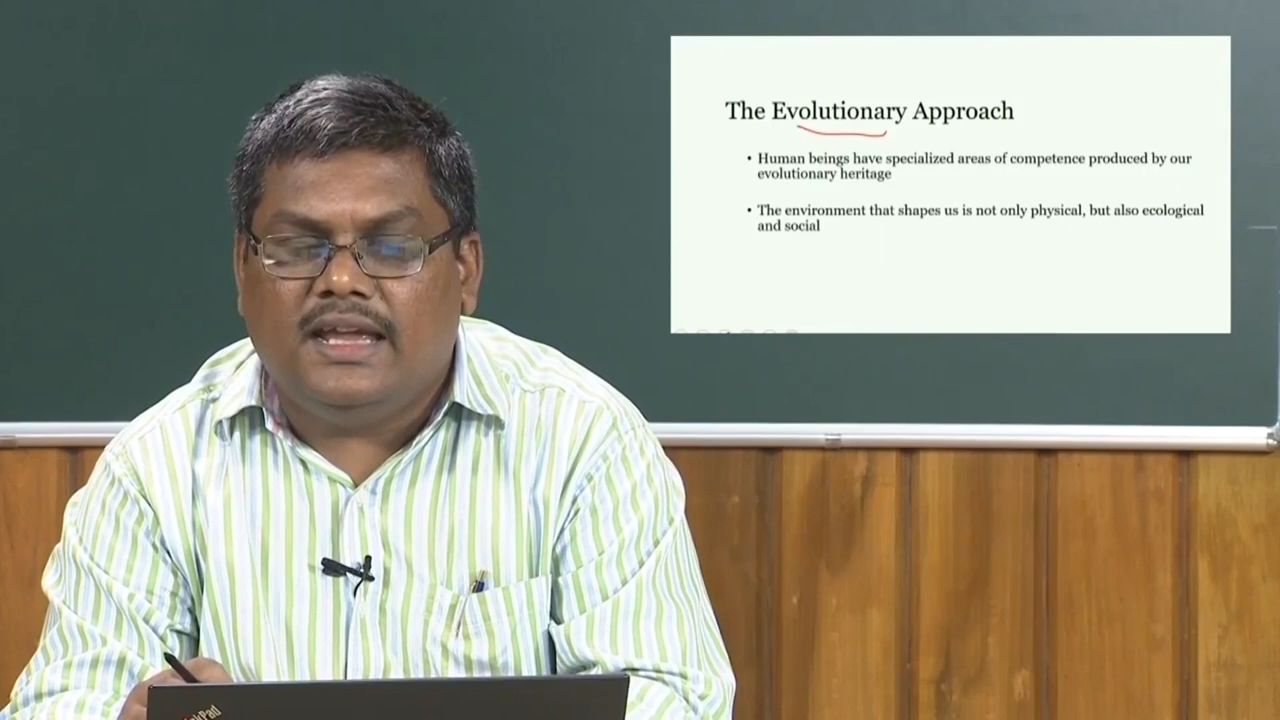 The Evolutionary Approach
• Human beings have specialized areas of competence produced by our
evolutionary heritage
• The environment that shapes us is not only physical, but also ecological
and social
nkPad